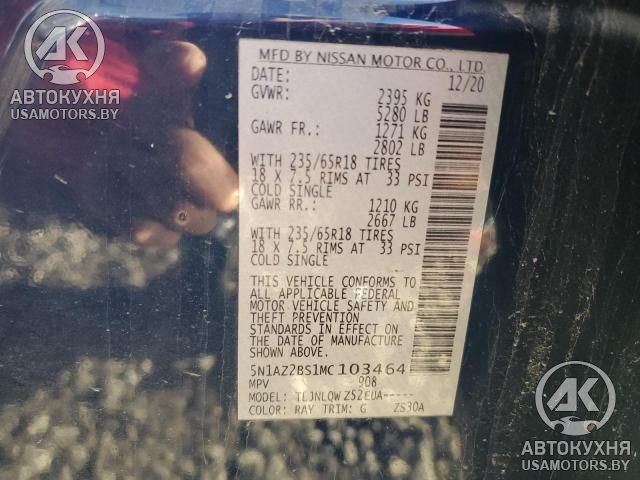 AK
АВТОКУХНЯ
USAMOTORS.BY
MFD BY NISSAN MOTOR CO., LTD.
DATE: 12/20
GVWR: 2395 KG
5280 LB
GAWR FR.: 1271 KG
2802 LB
WITH 235/65R18 TIRES
18 X 7.5 RIMS AT 33 PSI
COLD SINGLE
GAWR RR.: 1210 KG
2667 LB
WITH 235/65R18 TIRES
18 X 7.5 RIMS AT 33 PSI
COLD SINGLE
THIS VEHICLE CONFORMS TO
ALL APPLICABLE FEDERAL
MOTOR VEHICLE SAFETY AND
THEFT PREVENTION
STANDARDS IN EFFECT ON
THE DATE OF MANUFACTURE
SHOWN ABOVE.
5N1AZ2BS1MC103464
MPV 908
MODEL: TLJNLQWZ52EUA-----
COLOR: RAY TRIM: G ZS30A
AK
АВТОКУХНЯ
USAMOTORS.BY